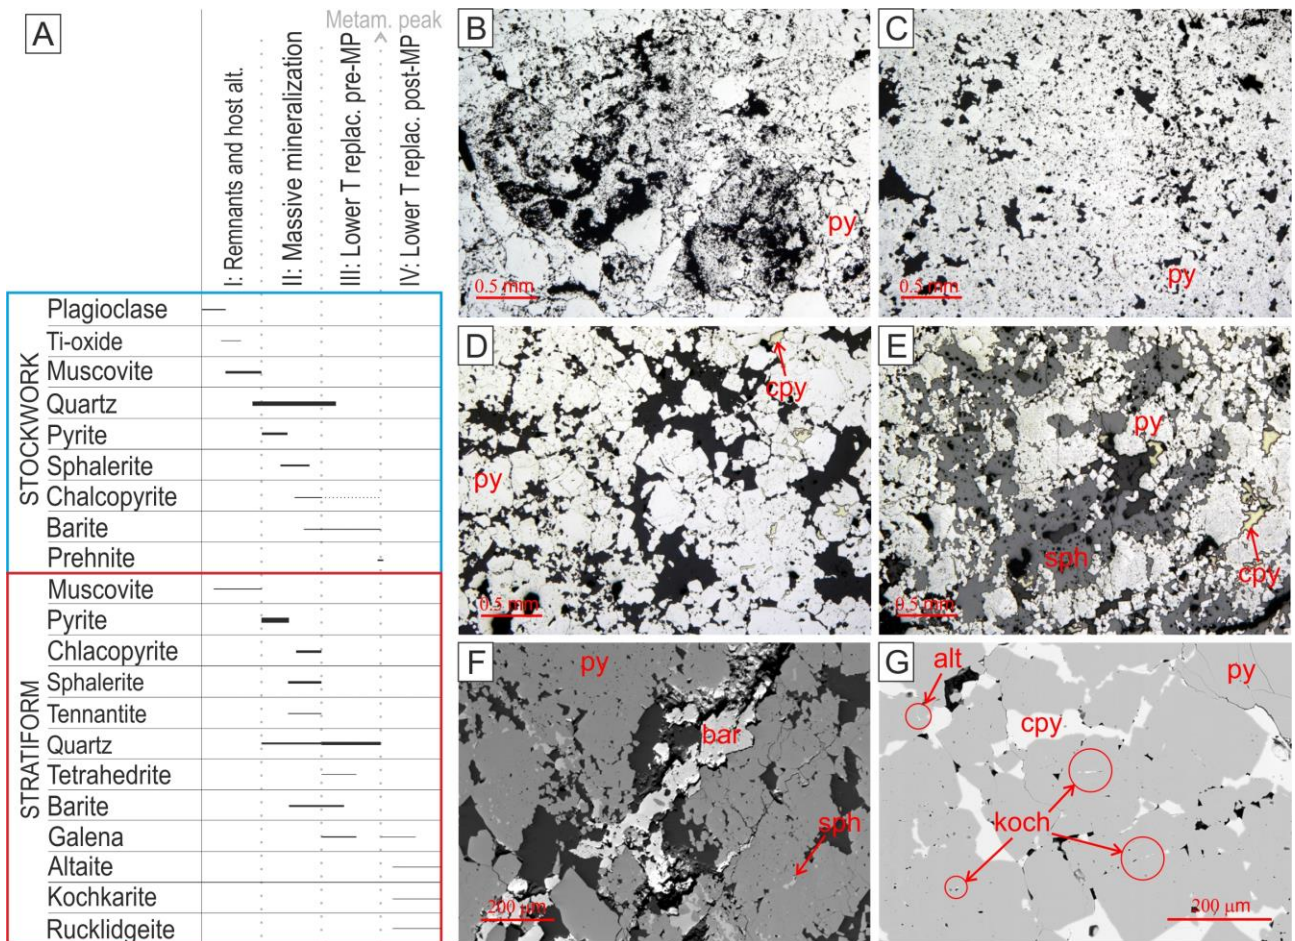 A
Metam. peak
I: Remnants and host alt.
II: Massive mineralization
III: Lower T replac. pre-MP
IV: Lower T replac. post-MP
STOCKWORK
Plagioclase
Ti-oxide
Muscovite
Quartz
Pyrite
Sphalerite
Chalcopyrite
Barite
Prehnite
STRATIFORM
Muscovite
Pyrite
Chlacopyrite
Sphalerite
Tennantite
Quartz
Tetrahedrite
Barite
Galena
Altaite
Kochkarite
Rucklidgeite
B
py
0.5 mm
C
py
0.5 mm
D
cpy
py
0.5 mm
E
py
sph
cpy
0.5 mm
F
py
bar
sph
200 μm
G
alt
py
cpy
koch
200 μm